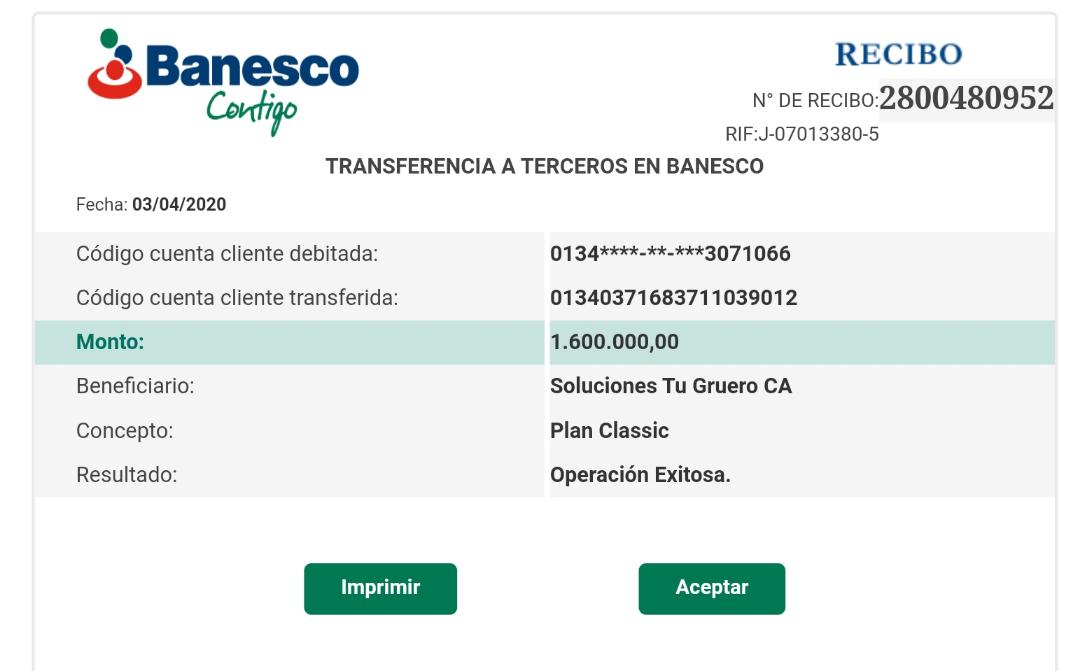 Banesco
Contigo
RECIBO
N° DE RECIBO:2800480952
RIF:J-07013380-5
TRANSFERENCIA A TERCEROS EN BANESCO
Fecha: 03/04/2020
Código cuenta cliente debitada: 0134****-**-***3071066
Código cuenta cliente transferida: 01340371683711039012
Monto: 1.600.000,00
Beneficiario: Soluciones Tu Gruero CA
Concepto: Plan Classic
Resultado: Operación Exitosa.
Imprimir Aceptar